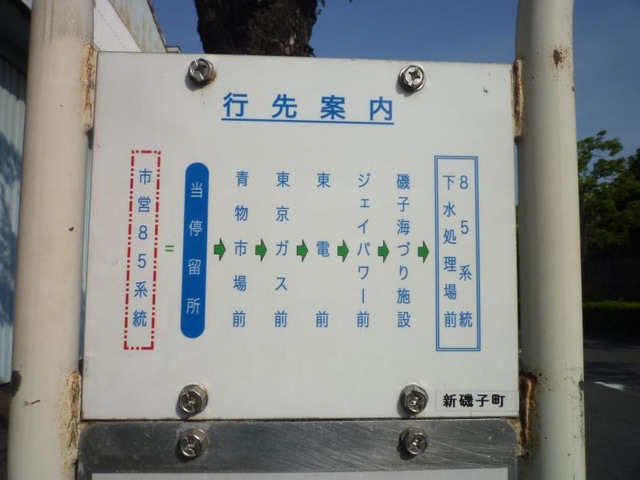 行先案内
市営85系統
=
当停留所
青物市場前
東京ガス前
東電前
ジェイパワー前
磯子海づり施設
85系統
下水処理場前
新磯子町